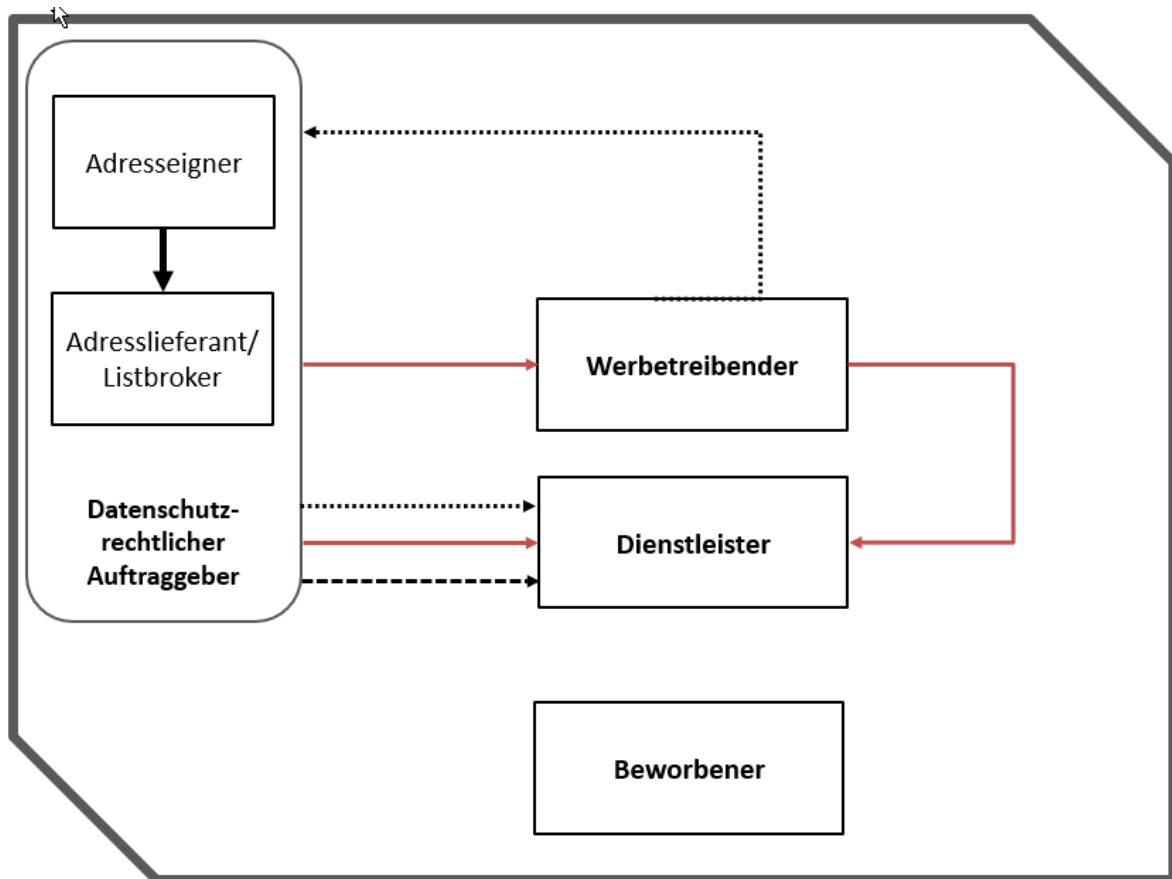 Adresseigner
Adresslieferant/
Listbroker
Datenschutz-
rechtlicher
Auftraggeber
Werbetreibender
Dienstleister
Beworbener